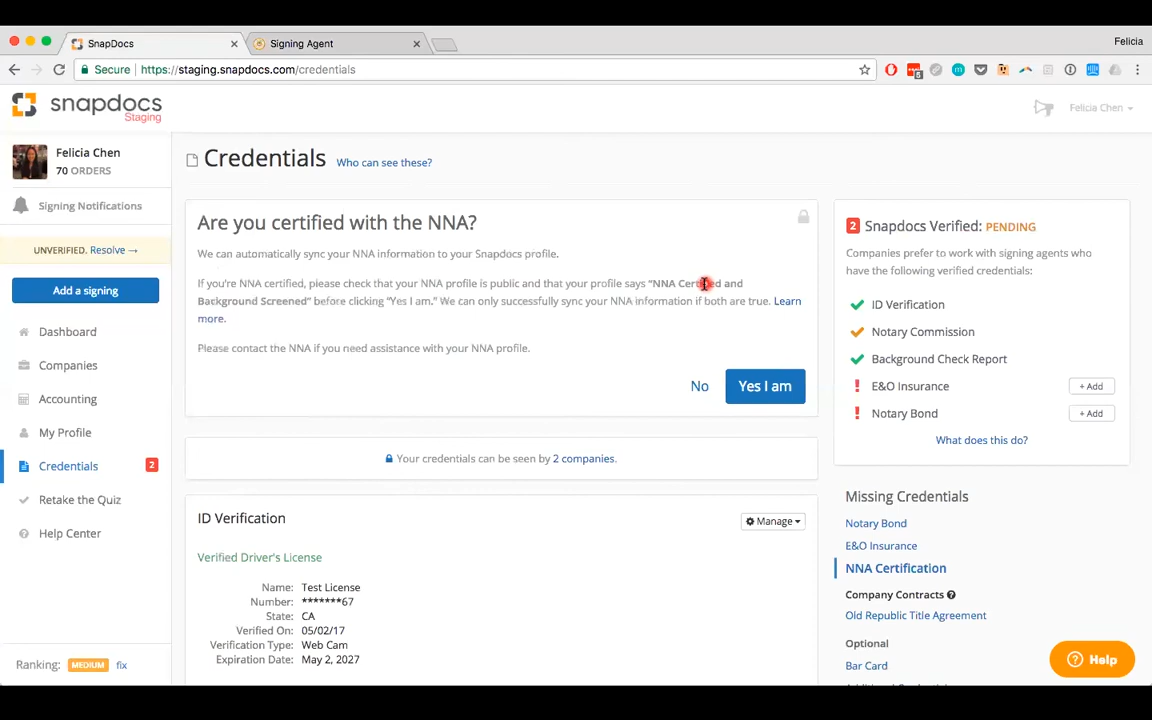 SnapDocs
Signing Agent
Felicia
Secure
https://staging.snapdocs.com/credentials
snapdocs
Staging
Felicia Chen
Felicia Chen
70 ORDERS
Signing Notifications
UNVERIFIED. Resolve →
Add a signing
Dashboard
Companies
Accounting
My Profile
Credentials 2
Retake the Quiz
Help Center
Ranking: MEDIUM fix
Credentials Who can see these?
Are you certified with the NNA?
We can automatically sync your NNA information to your Snapdocs profile.
If you're NNA certified, please check that your NNA profile is public and that your profile says "NNA Certified and
Background Screened" before clicking "Yes I am." We can only successfully sync your NNA information if both are true. Learn
more.
Please contact the NNA if you need assistance with your NNA profile.
No Yes I am
Your credentials can be seen by 2 companies.
ID Verification
Manage
Verified Driver's License
Name: Test License
Number: *******67
State: CA
Verified On: 05/02/17
Verification Type: Web Cam
Expiration Date: May 2, 2027
2 Snapdocs Verified: PENDING
Companies prefer to work with signing agents who
have the following verified credentials:
ID Verification
Notary Commission
Background Check Report
E&O Insurance + Add
Notary Bond + Add
What does this do?
Missing Credentials
Notary Bond
E&O Insurance
NNA Certification
Company Contracts ?
Old Republic Title Agreement
Optional
Bar Card
? Help